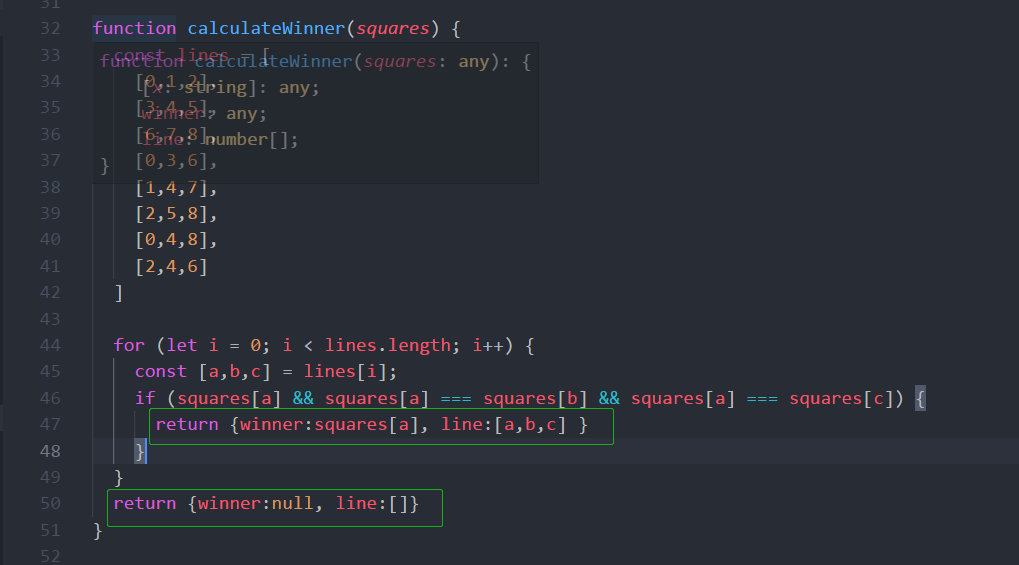 31
32 function calculateWinner(squares) {
33 const lines = [
function calculateWinner(squares: any): {
34 [0,1,2],
[x: string]: any;
35 [3,4,5],
winner: any;
36 [6,7,8],
line: number[];
37 [0,3,6],
}
38 [1,4,7],
39 [2,5,8],
40 [0,4,8],
41 [2,4,6]
42 ]
43
44 for (let i = 0; i < lines.length; i++) {
45 const [a,b,c] = lines[i];
46 if (squares[a] && squares[a] === squares[b] && squares[a] === squares[c]) {
47 return {winner:squares[a], line:[a,b,c] }
48 }
49 }
50 return {winner:null, line:[]}
51 }
52